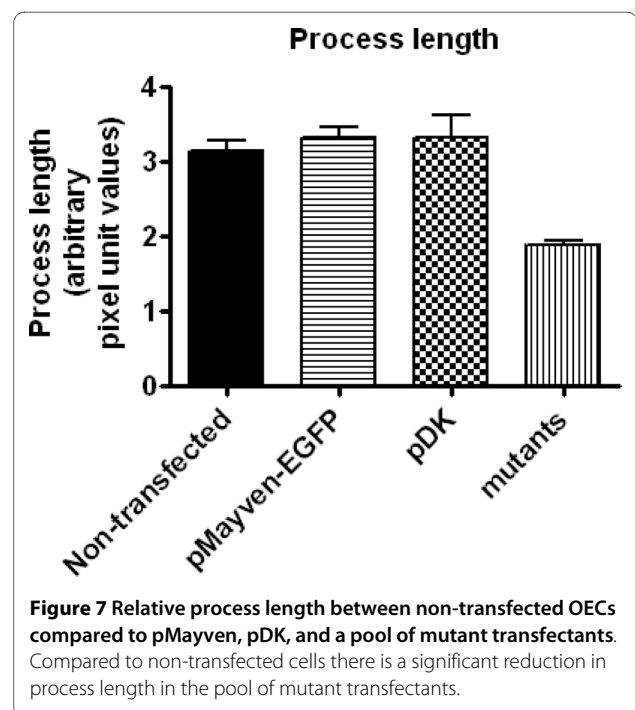 Process length
Process length
(arbitrary
pixel unit values)
4
3
2
1
0
Non-transfected
pMayven-EGFP
pDK
mutants
Figure 7 Relative process length between non-transfected OECs
compared to pMayven, pDK, and a pool of mutant transfectants.
Compared to non-transfected cells there is a significant reduction in
process length in the pool of mutant transfectants.